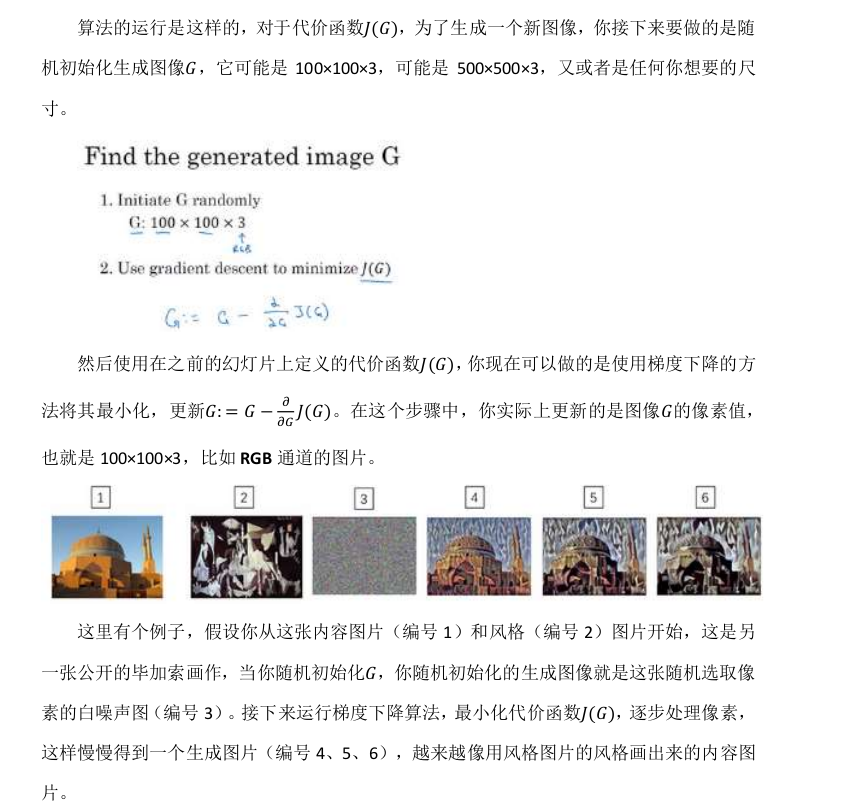 算法的运行是这样的，对于代价函数J(G)，为了生成一个新图像，你接下来要做的是随
机初始化生成图像G，它可能是 100×100×3，可能是 500×500×3，又或者是任何你想要的尺
寸。
Find the generated image G
1. Initiate G randomly
G: 100 × 100 × 3
↑
RGB
2. Use gradient descent to minimize J(G)
G := G - ∂/∂G J(G)
然后使用在之前的幻灯片上定义的代价函数J(G)，你现在可以做的是使用梯度下降的方
法将其最小化，更新G: = G − ∂/∂G J(G)。在这个步骤中，你实际上更新的是图像G的像素值，
也就是 100×100×3，比如 RGB 通道的图片。
1 2 3 4 5 6
这里有个例子，假设你从这张内容图片（编号 1）和风格（编号 2）图片开始，这是另
一张公开的毕加索画作，当你随机初始化G，你随机初始化的生成图像就是这张随机选取像
素的白噪声图（编号 3）。接下来运行梯度下降算法，最小化代价函数J(G)，逐步处理像素，
这样慢慢得到一个生成图片（编号 4、5、6），越来越像用风格图片的风格画出来的内容图
片。